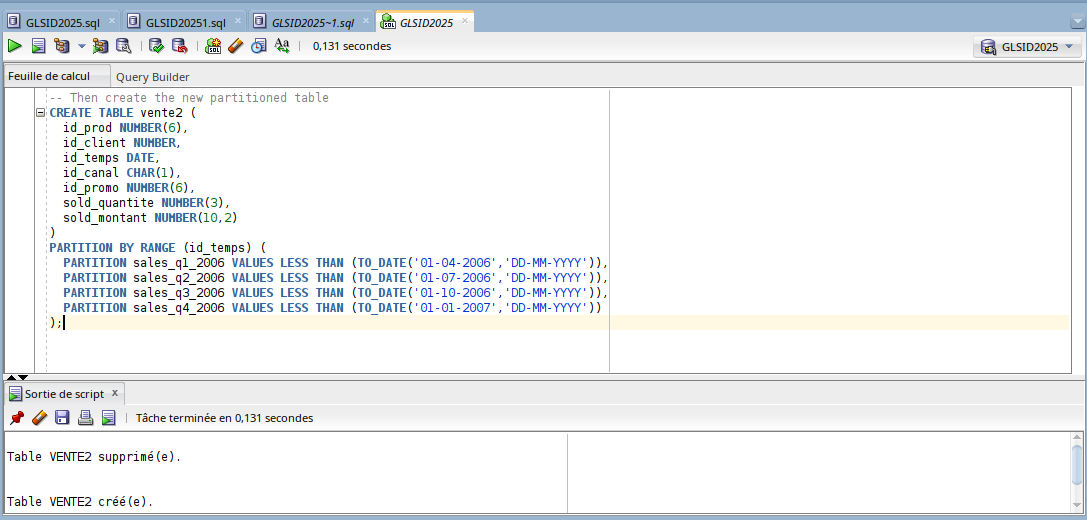 GLSID2025.sql GLSID20251.sql GLSID2025~1.sql GLSID2025
0,131 secondes GLSID2025
Feuille de calcul Query Builder
-- Then create the new partitioned table
CREATE TABLE vente2 (
id_prod NUMBER(6),
id_client NUMBER,
id_temps DATE,
id_canal CHAR(1),
id_promo NUMBER(6),
sold_quantite NUMBER(3),
sold_montant NUMBER(10,2)
)
PARTITION BY RANGE (id_temps) (
PARTITION sales_q1_2006 VALUES LESS THAN (TO_DATE('01-04-2006','DD-MM-YYYY')),
PARTITION sales_q2_2006 VALUES LESS THAN (TO_DATE('01-07-2006','DD-MM-YYYY')),
PARTITION sales_q3_2006 VALUES LESS THAN (TO_DATE('01-10-2006','DD-MM-YYYY')),
PARTITION sales_q4_2006 VALUES LESS THAN (TO_DATE('01-01-2007','DD-MM-YYYY'))
);
Sortie de script x
Tâche terminée en 0,131 secondes
Table VENTE2 supprimé(e).
Table VENTE2 créé(e).